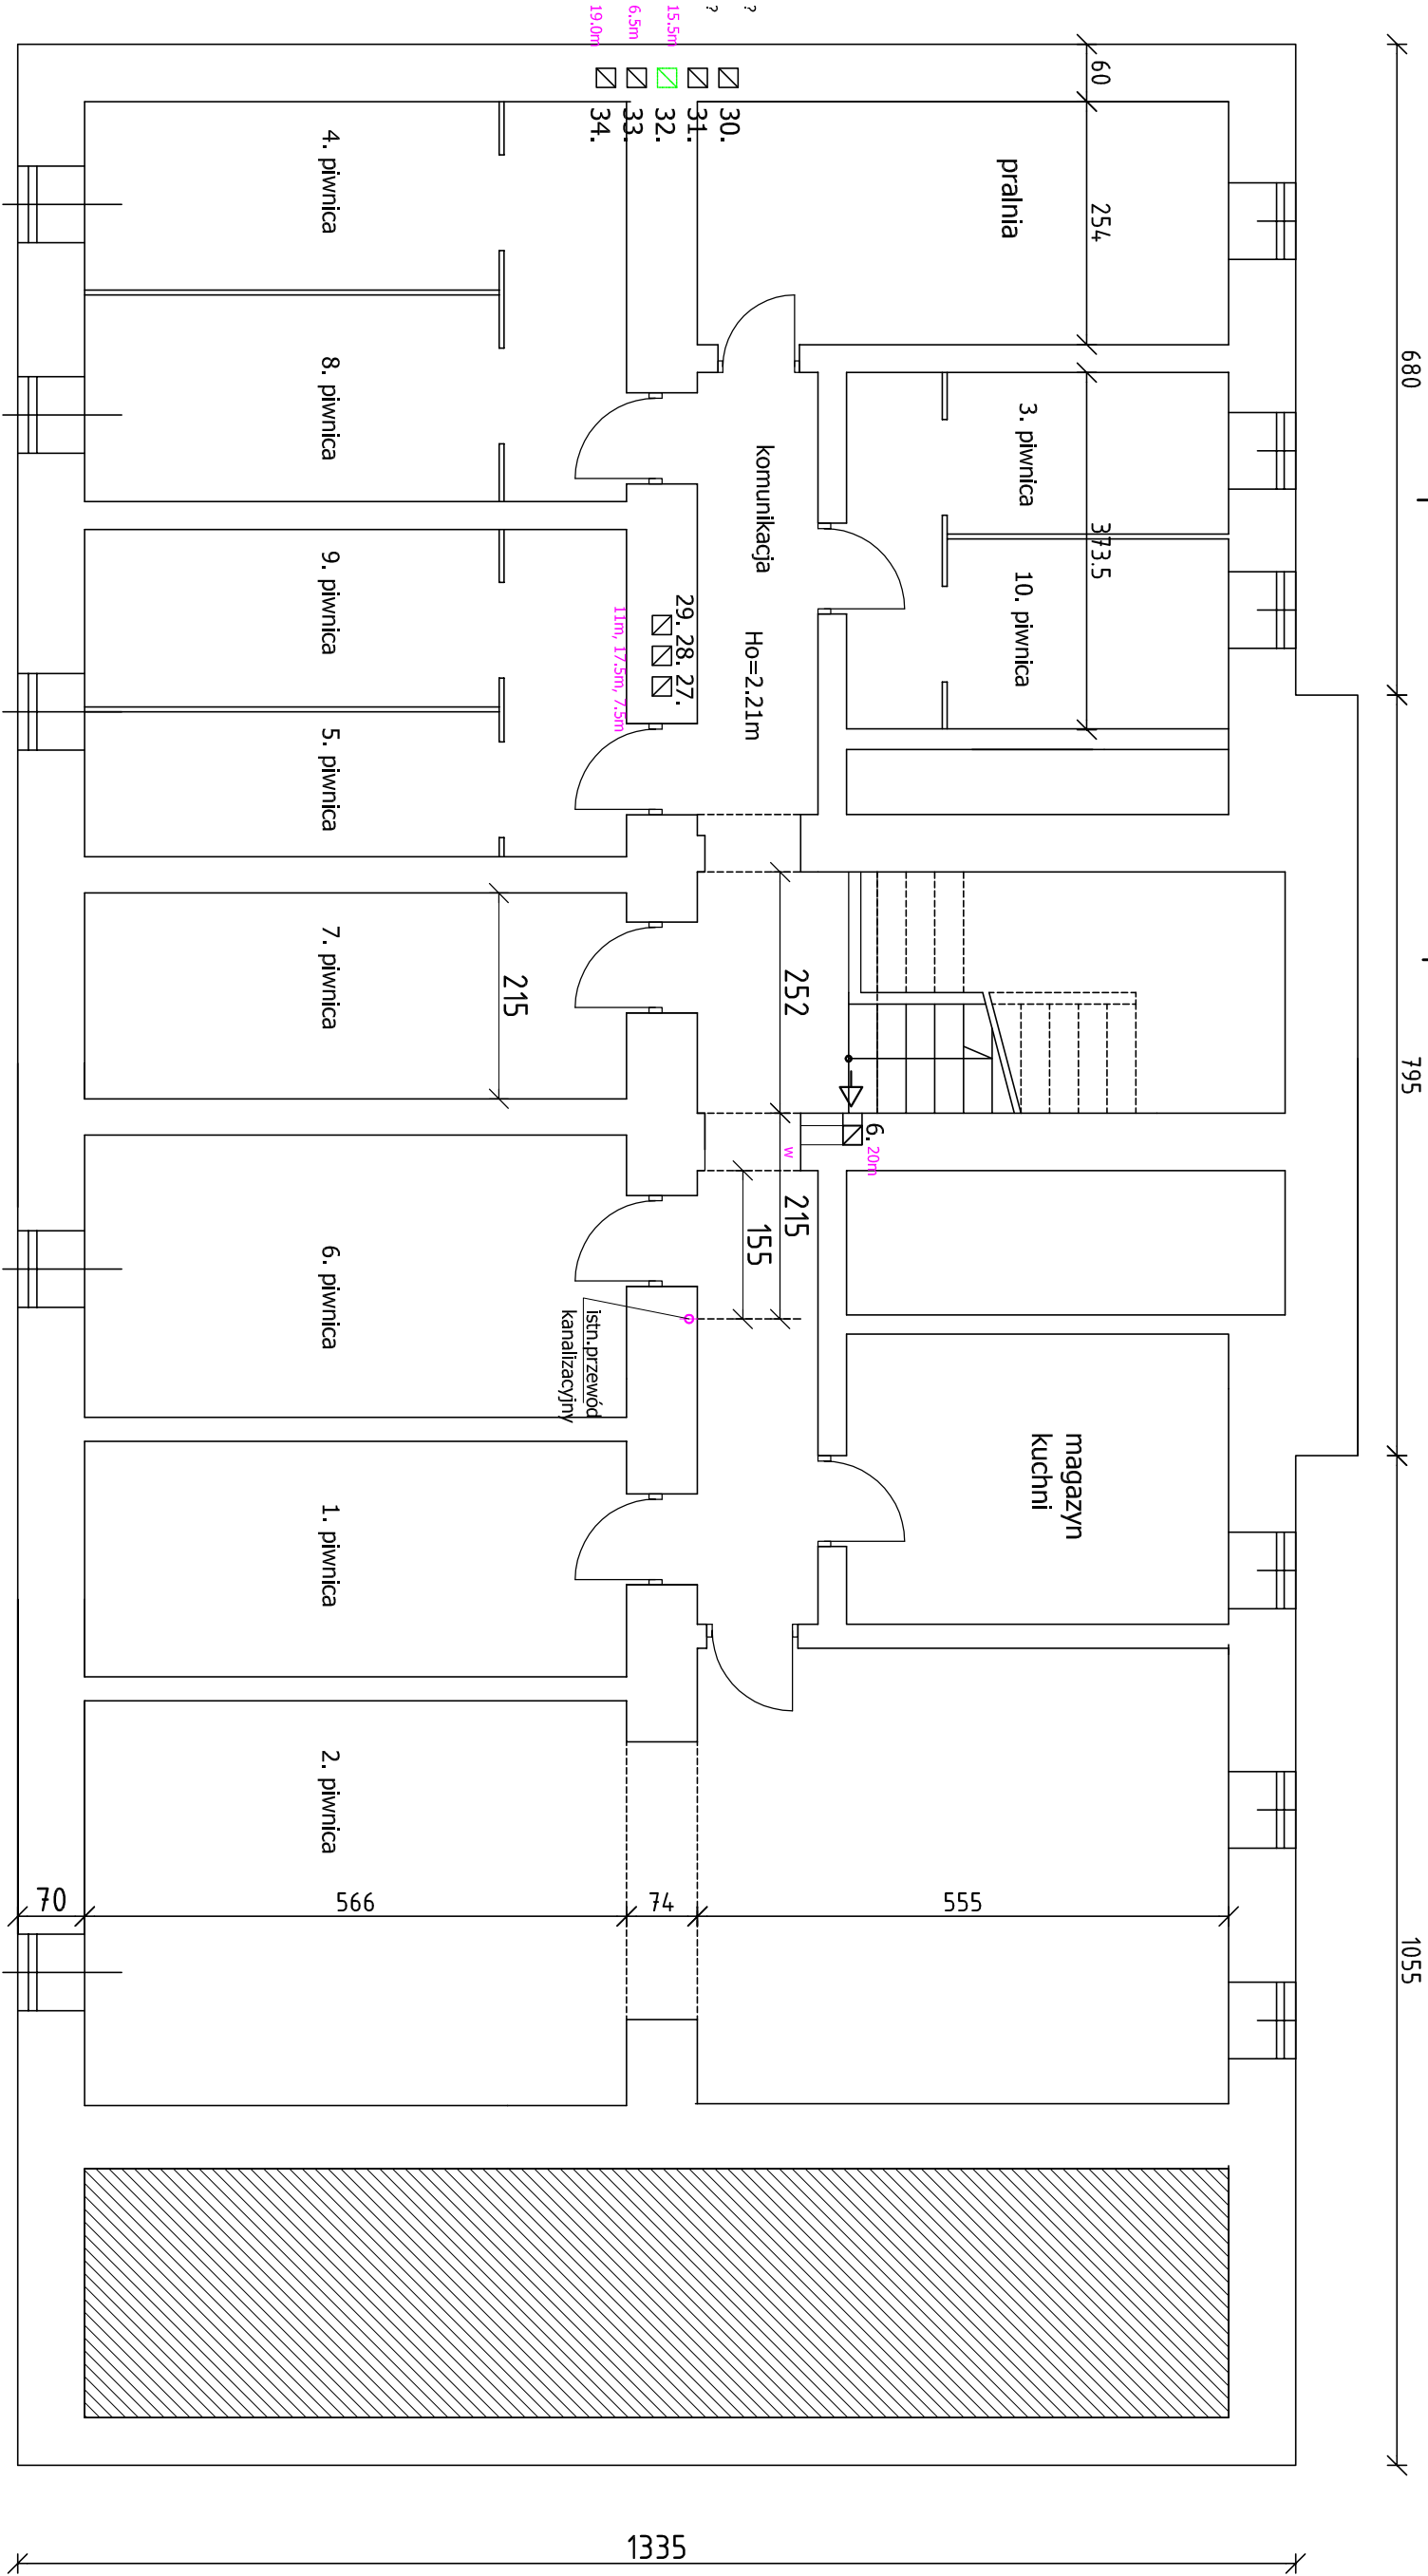 ?
?
15.5m
6.5m
19.0m
30.
31.
32.
33.
34.
60
254
680
pralnia
4. piwnica
8. piwnica
3. piwnica
373.5
10. piwnica
komunikacja
Ho=2.21m
9. piwnica
5. piwnica
29. 28. 27.
11m, 17.5m, 7.5m
7. piwnica
215
252
795
6.
20m
w
215
155
6. piwnica
istn.przewód
kanalizacyjny
magazyn
kuchni
1. piwnica
2. piwnica
70
566
74
555
1055
1335